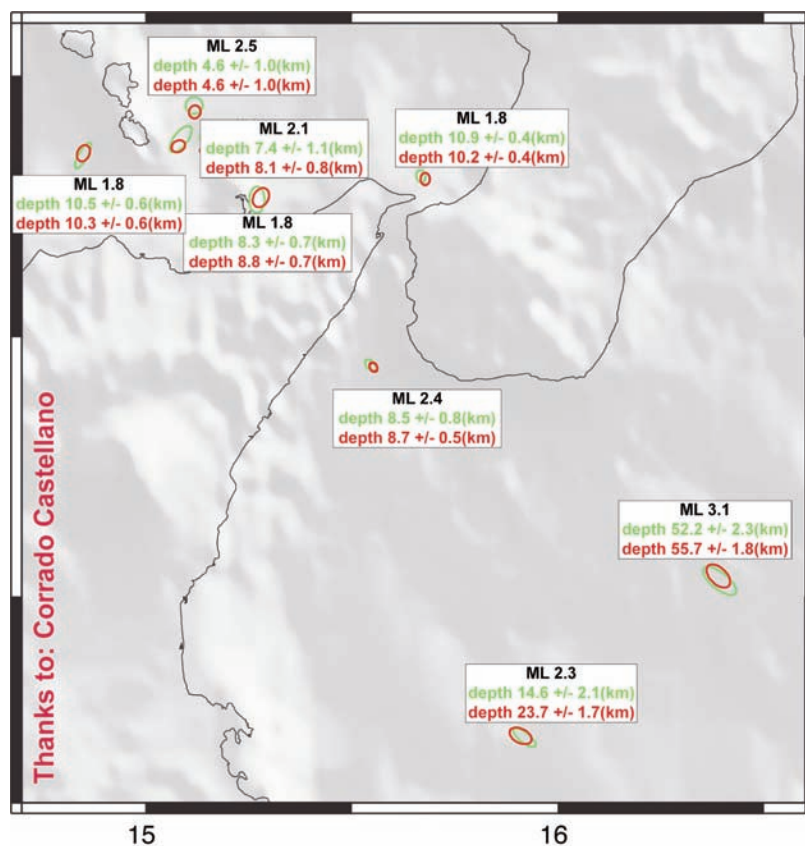 ML 2.5
depth 4.6 +/- 1.0(km)
depth 4.6 +/- 1.0(km)
ML 2.1
depth 7.4 +/- 1.1(km)
depth 8.1 +/- 0.8(km)
ML 1.8
depth 10.9 +/- 0.4(km)
depth 10.2 +/- 0.4(km)
ML 1.8
depth 10.5 +/- 0.6(km)
depth 10.3 +/- 0.6(km)
ML 1.8
depth 8.3 +/- 0.7(km)
depth 8.8 +/- 0.7(km)
ML 2.4
depth 8.5 +/- 0.8(km)
depth 8.7 +/- 0.5(km)
ML 3.1
depth 52.2 +/- 2.3(km)
depth 55.7 +/- 1.8(km)
ML 2.3
depth 14.6 +/- 2.1(km)
depth 23.7 +/- 1.7(km)
Thanks to: Corrado Castellano
15
16